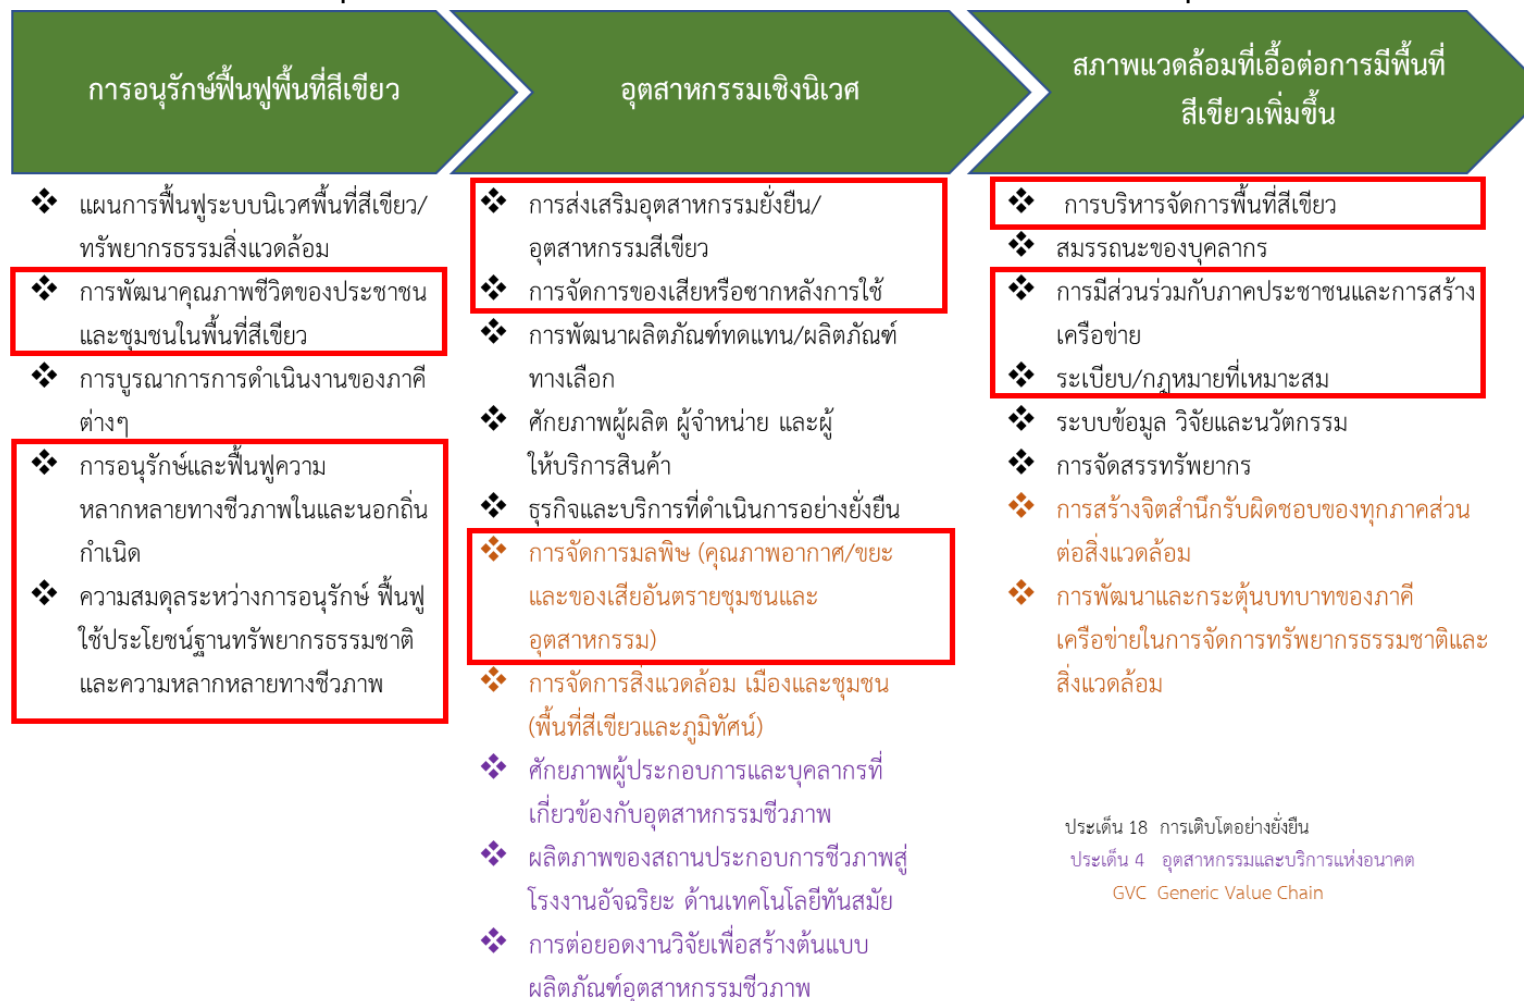 การอนุรักษ์ฟื้นฟูพื้นที่สีเขียว
อุตสาหกรรมเชิงนิเวศ
สภาพแวดล้อมที่เอื้อต่อการมีพื้นที่
สีเขียวเพิ่มขึ้น
❖ แผนการฟื้นฟูระบบนิเวศพื้นที่สีเขียว/
ทรัพยากรธรรมสิ่งแวดล้อม
❖ การพัฒนาคุณภาพชีวิตของประชาชน
และชุมชนในพื้นที่สีเขียว
❖ การบูรณาการการดำเนินงานของภาคี
ต่างๆ
❖ การอนุรักษ์และฟื้นฟูความ
หลากหลายทางชีวภาพในและนอกถิ่น
กำเนิด
❖ ความสมดุลระหว่างการอนุรักษ์ ฟื้นฟู
ใช้ประโยชน์ฐานทรัพยากรธรรมชาติ
และความหลากหลายทางชีวภาพ
❖ การส่งเสริมอุตสาหกรรมยั่งยืน/
อุตสาหกรรมสีเขียว
❖ การจัดการของเสียหรือซากหลังการใช้
❖ การพัฒนาผลิตภัณฑ์ทดแทน/ผลิตภัณฑ์
ทางเลือก
❖ ศักยภาพผู้ผลิต ผู้จำหน่าย และผู้
ให้บริการสินค้า
❖ ธุรกิจและบริการที่ดำเนินการอย่างยั่งยืน
❖ การจัดการมลพิษ (คุณภาพอากาศ/ขยะ
และของเสียอันตรายชุมชนและ
อุตสาหกรรม)
❖ การจัดการสิ่งแวดล้อม เมืองและชุมชน
(พื้นที่สีเขียวและภูมิทัศน์)
❖ ศักยภาพผู้ประกอบการและบุคลากรที่
เกี่ยวข้องกับอุตสาหกรรมชีวภาพ
❖ ผลิตภาพของสถานประกอบการชีวภาพสู่
โรงงานอัจฉริยะ ด้านเทคโนโลยีทันสมัย
❖ การต่อยอดงานวิจัยเพื่อสร้างต้นแบบ
ผลิตภัณฑ์อุตสาหกรรมชีวภาพ
❖ การบริหารจัดการพื้นที่สีเขียว
❖ สมรรถนะของบุคลากร
❖ การมีส่วนร่วมกับภาคประชาชนและการสร้าง
เครือข่าย
❖ ระเบียบ/กฎหมายที่เหมาะสม
❖ ระบบข้อมูล วิจัยและนวัตกรรม
❖ การจัดสรรทรัพยากร
❖ การสร้างจิตสำนึกรับผิดชอบของทุกภาคส่วน
ต่อสิ่งแวดล้อม
❖ การพัฒนาและกระตุ้นบทบาทของภาคี
เครือข่ายในการจัดการทรัพยากรธรรมชาติและ
สิ่งแวดล้อม
ประเด็น 18 การเติบโตอย่างยั่งยืน
ประเด็น 4 อุตสาหกรรมและบริการแห่งอนาคต
GVC Generic Value Chain